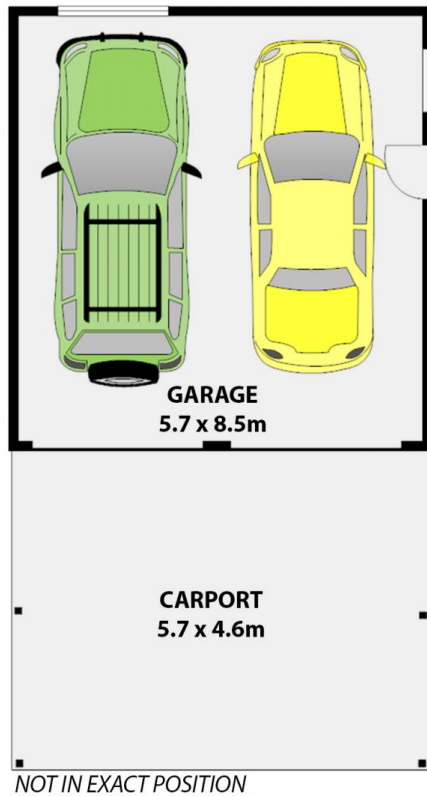 GARAGE
5.7 x 8.5m
CARPORT
5.7 x 4.6m
NOT IN EXACT POSITION